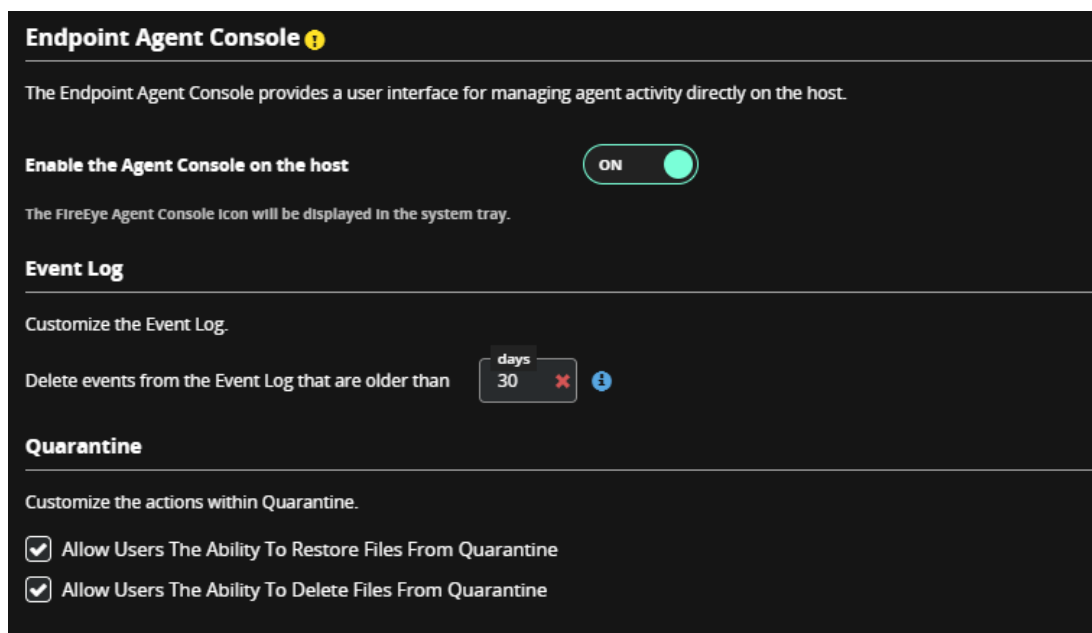 Endpoint Agent Console
The Endpoint Agent Console provides a user interface for managing agent activity directly on the host.
Enable the Agent Console on the host
ON
The FireEye Agent Console icon will be displayed in the system tray.
Event Log
Customize the Event Log.
days
Delete events from the Event Log that are older than 30
Quarantine
Customize the actions within Quarantine.
Allow Users The Ability To Restore Files From Quarantine
Allow Users The Ability To Delete Files From Quarantine